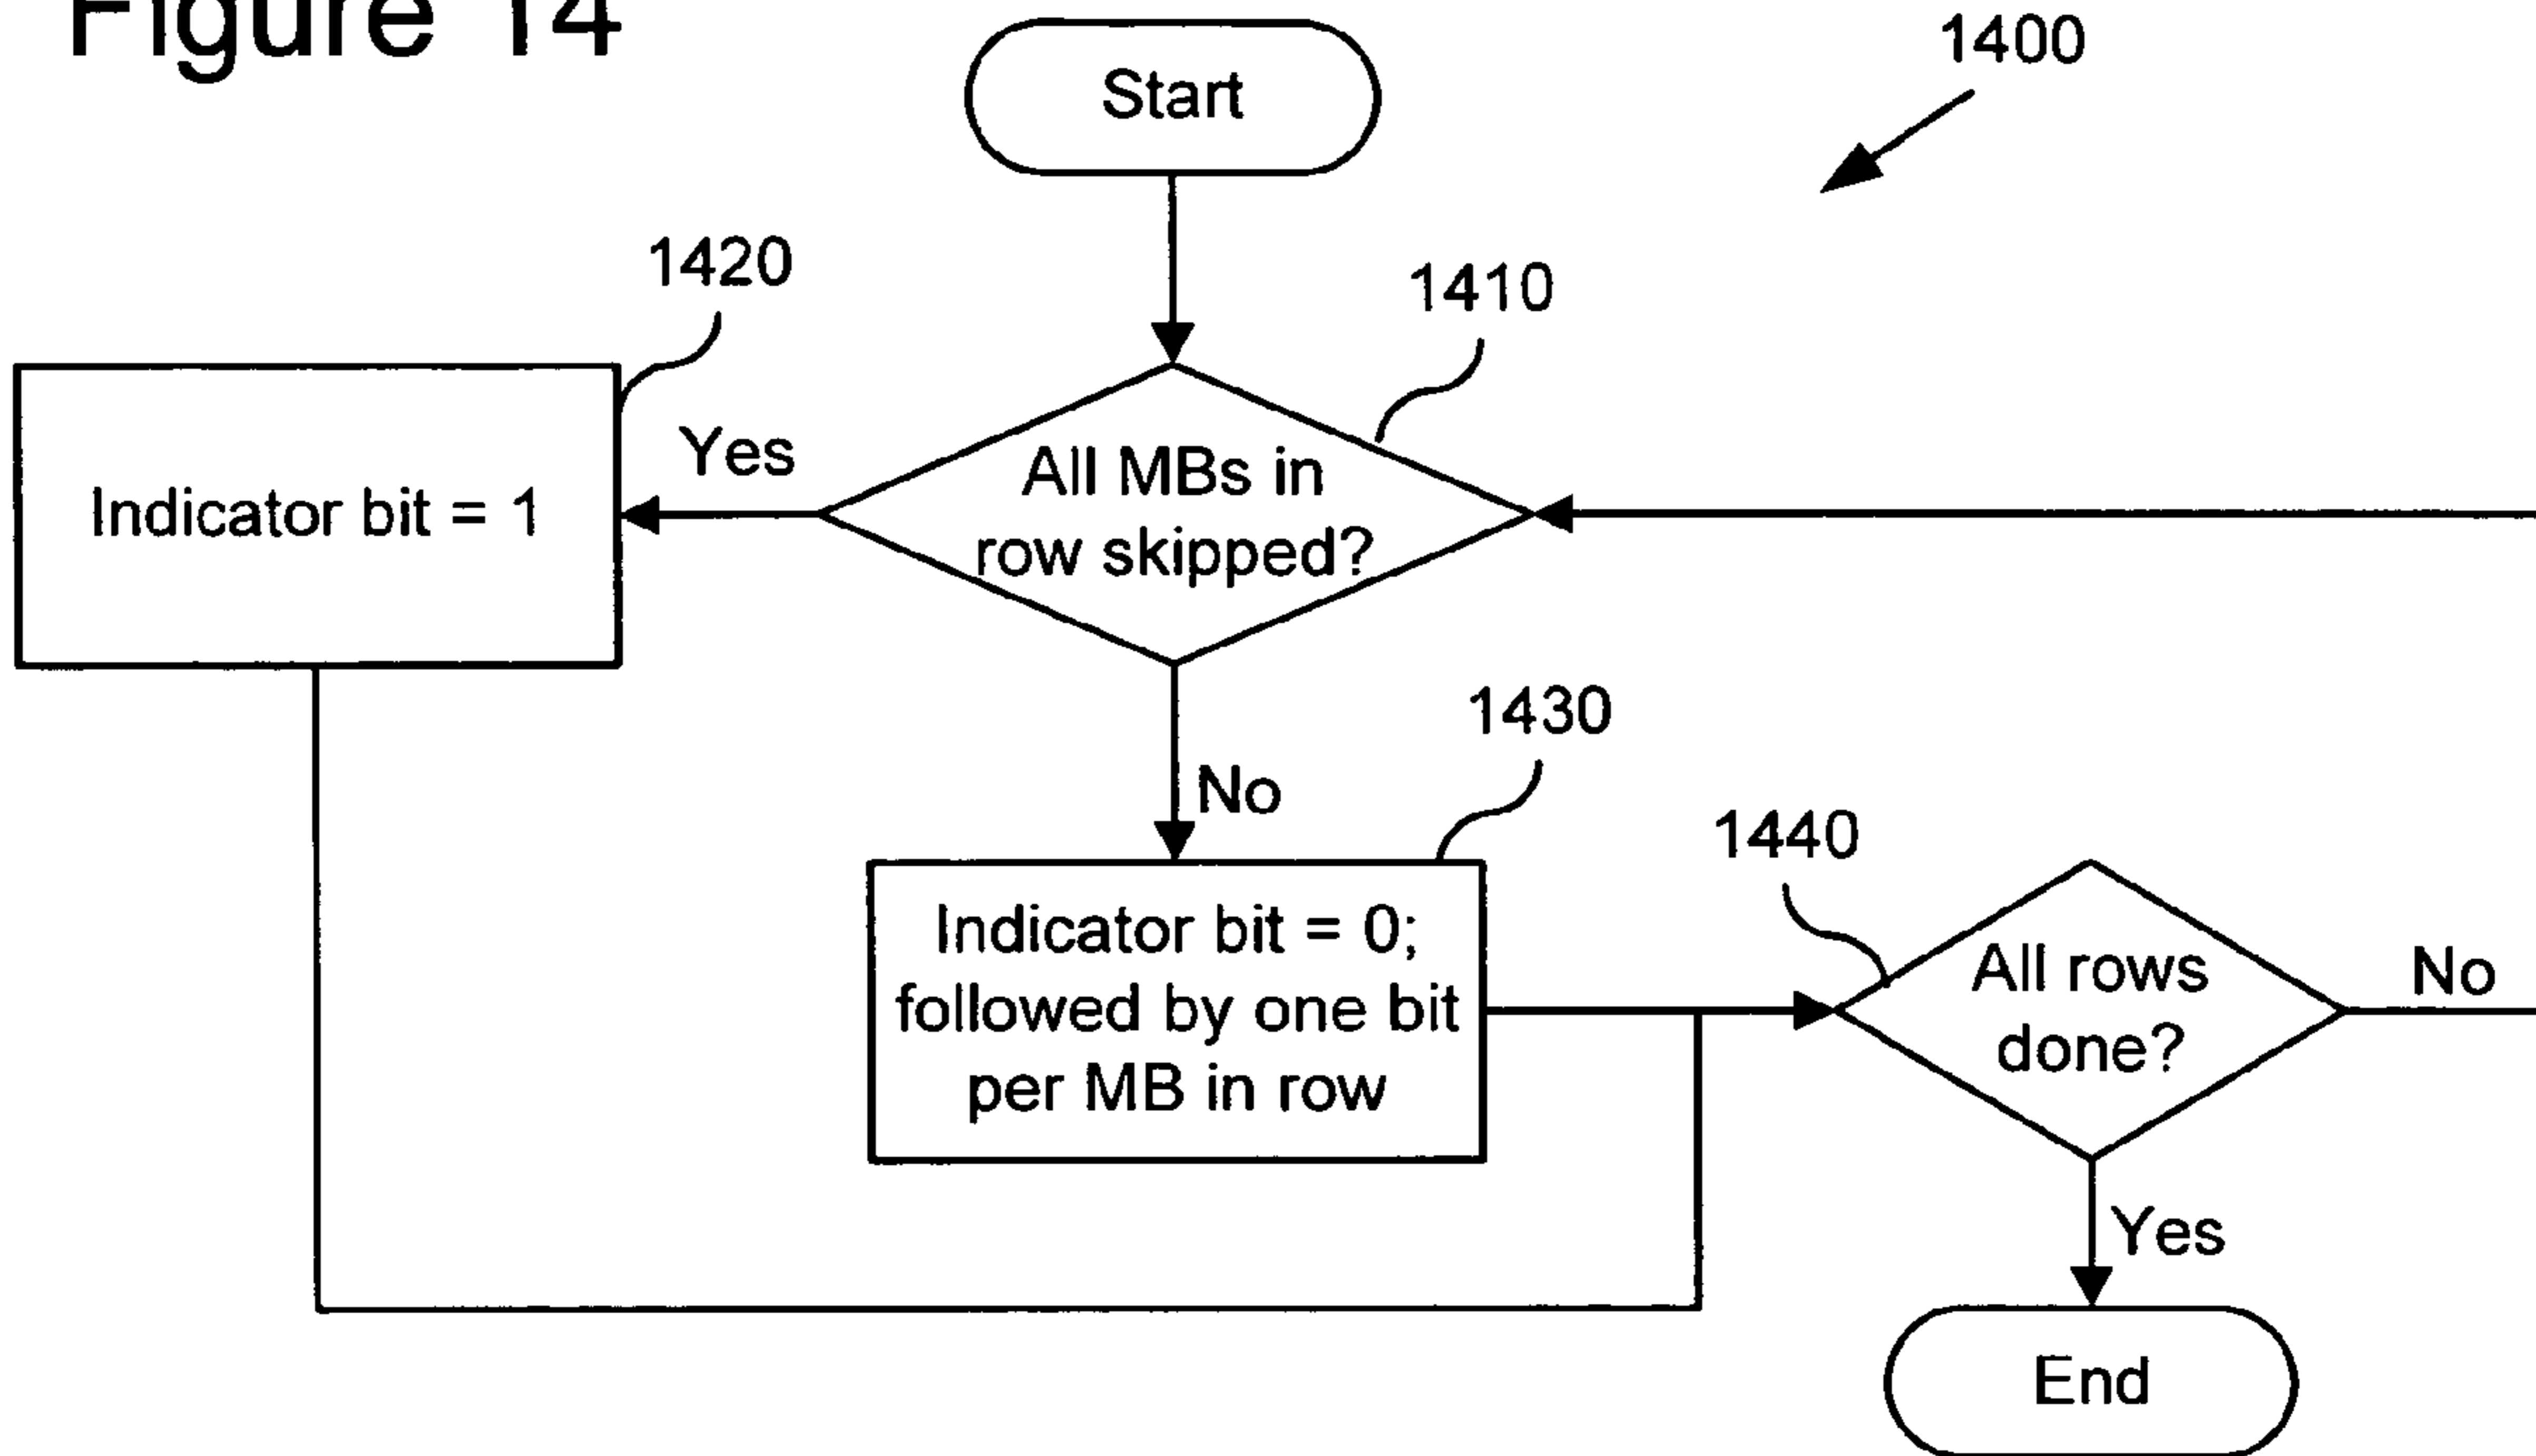 Figure 14
Start
1400
1420
1410
Yes
All MBs in
row skipped?
Indicator bit = 1
1430
No
1440
Indicator bit = 0;
followed by one bit
per MB in row
All rows
done?
No
Yes
End